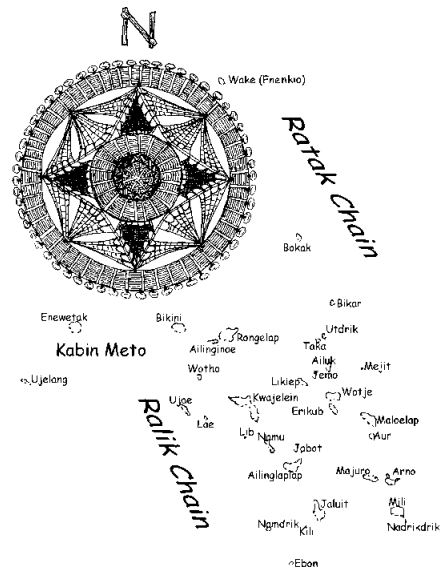 N
Wake (Enenkio)
Ratak Chain
Bokak
Bikar
Enewetak
Bikini
Rongelap
Ailinginae
Utdrik
Taka
Kabin Meto
Ailuk
Mejit
Jemo
Wotho
Likiep
Ujelang
Wotje
Kwajelein
Ujae
Erikub
Maloelap
Lae
Aur
Ralik Chain
Lib
Namu
Jabot
Ailinglaplap
Majuro
Arno
Jaluit
Mili
Namdrik
Kili
Nadrikdrik
Ebon